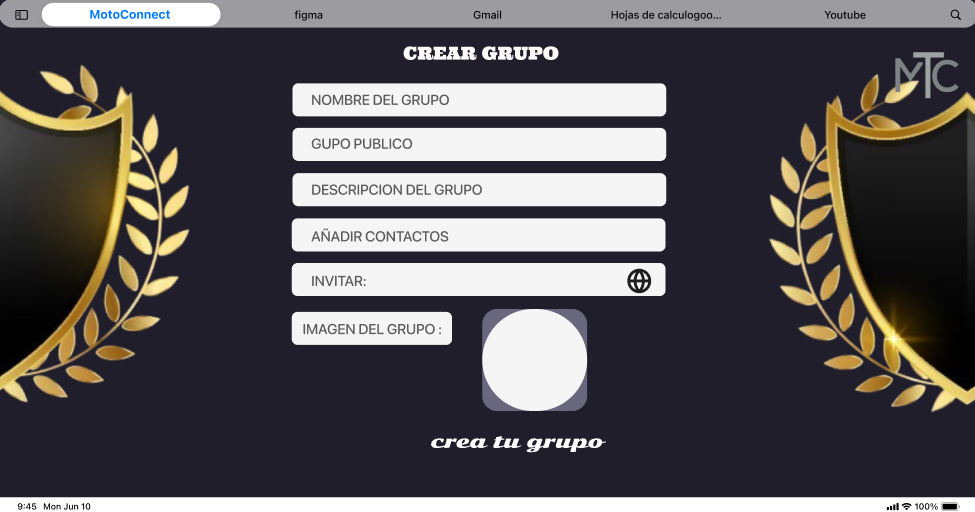 MotoConnect figma Gmail Hojas de calculogoo... Youtube
CREAR GRUPO
MTC
NOMBRE DEL GRUPO
GUPO PUBLICO
DESCRIPCION DEL GRUPO
AÑADIR CONTACTOS
INVITAR:
IMAGEN DEL GRUPO :
crea tu grupo
9:45 Mon Jun 10 100%